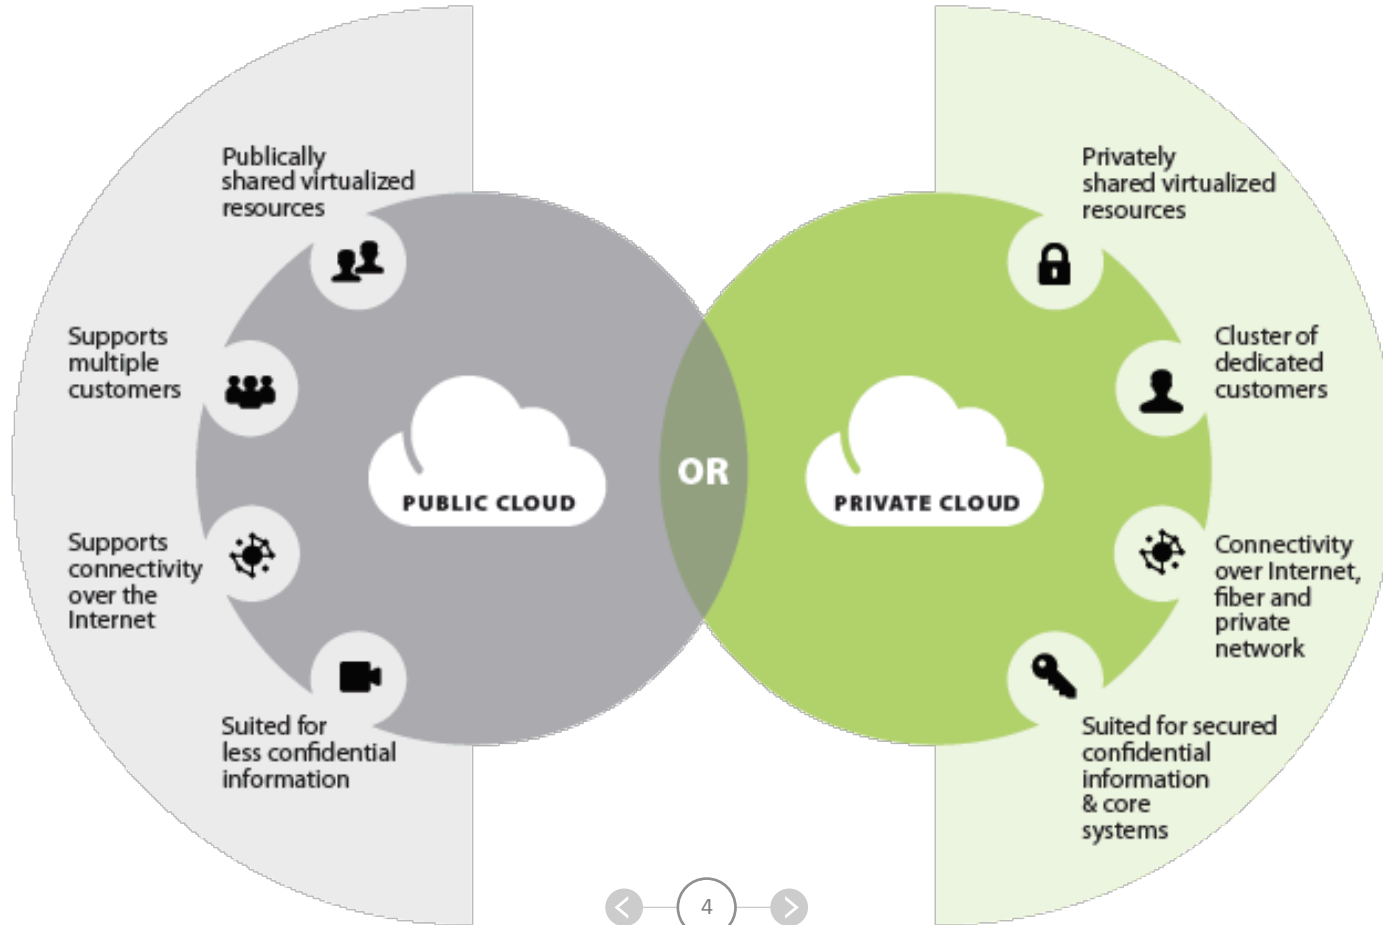 Publically
shared virtualized
resources
Supports
multiple
customers
Supports
connectivity
over the
Internet
Suited for
less confidential
information
PUBLIC CLOUD
OR
PRIVATE CLOUD
Privately
shared virtualized
resources
Cluster of
dedicated
customers
Connectivity
over Internet,
fiber and
private
network
Suited for secured
confidential
information
& core
systems
4